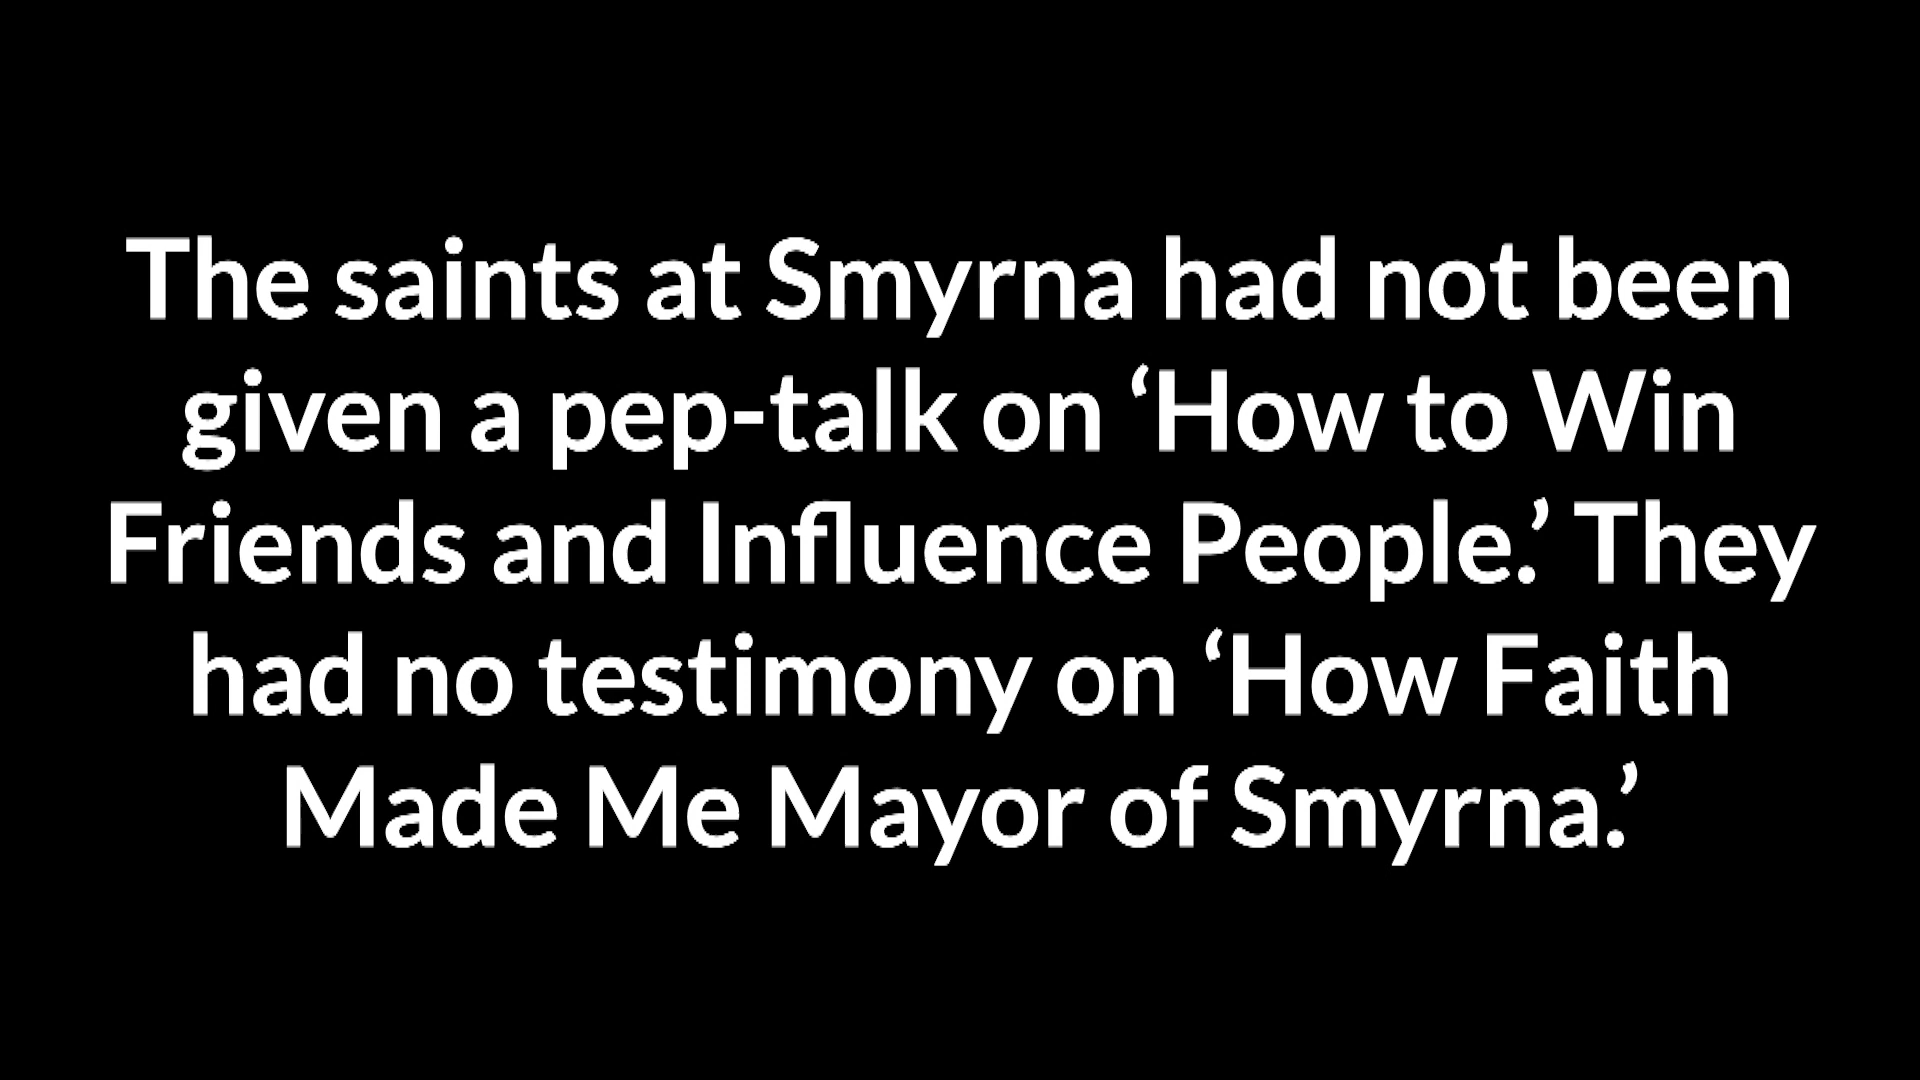 The saints at Smyrna had not been
given a pep-talk on ‘How to Win
Friends and Influence People.’ They
had no testimony on ‘How Faith
Made Me Mayor of Smyrna.’